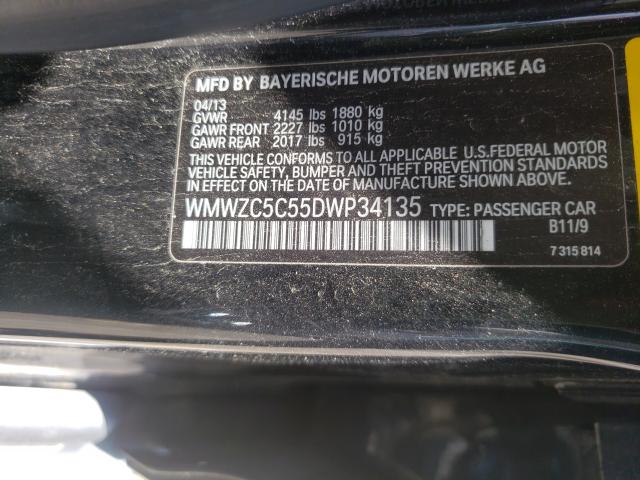 MFD BY BAYERISCHE MOTOREN WERKE AG
04/13
GVWR 4145 lbs 1880 kg
GAWR FRONT 2227 lbs 1010 kg
GAWR REAR 2017 lbs 915 kg
THIS VEHICLE CONFORMS TO ALL APPLICABLE U.S.FEDERAL MOTOR
VEHICLE SAFETY, BUMPER AND THEFT PREVENTION STANDARDS
IN EFFECT ON THE DATE OF MANUFACTURE SHOWN ABOVE.
WMWZC5C55DWP34135 TYPE: PASSENGER CAR
B11/9
7 315 814